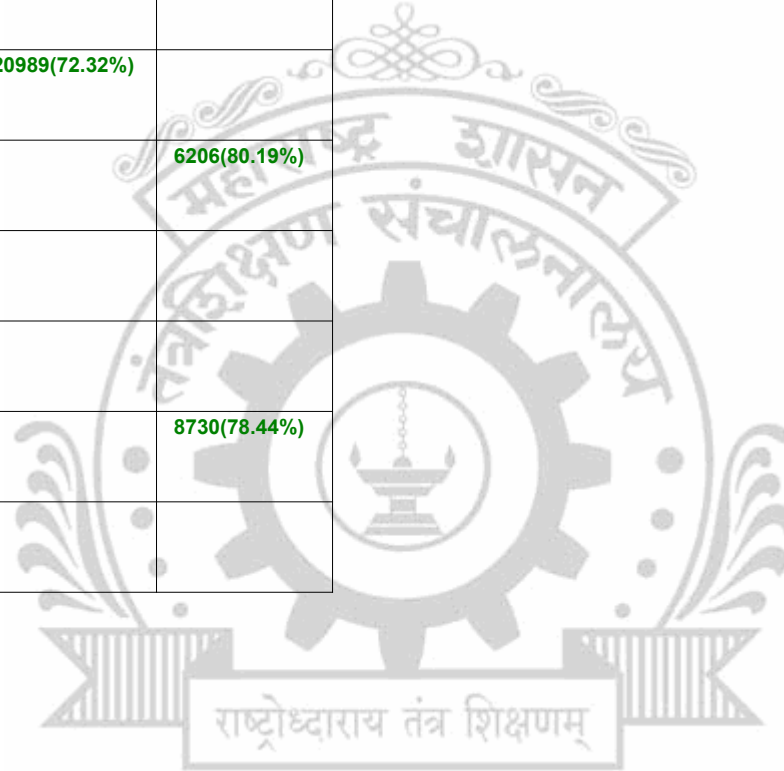 20989(72.32%)
6206(80.19%)
महाराष्ट्र शासन
तंत्रशिक्षण संचालनालय
8730(78.44%)
राष्ट्रोध्दाराय तंत्र शिक्षणम्